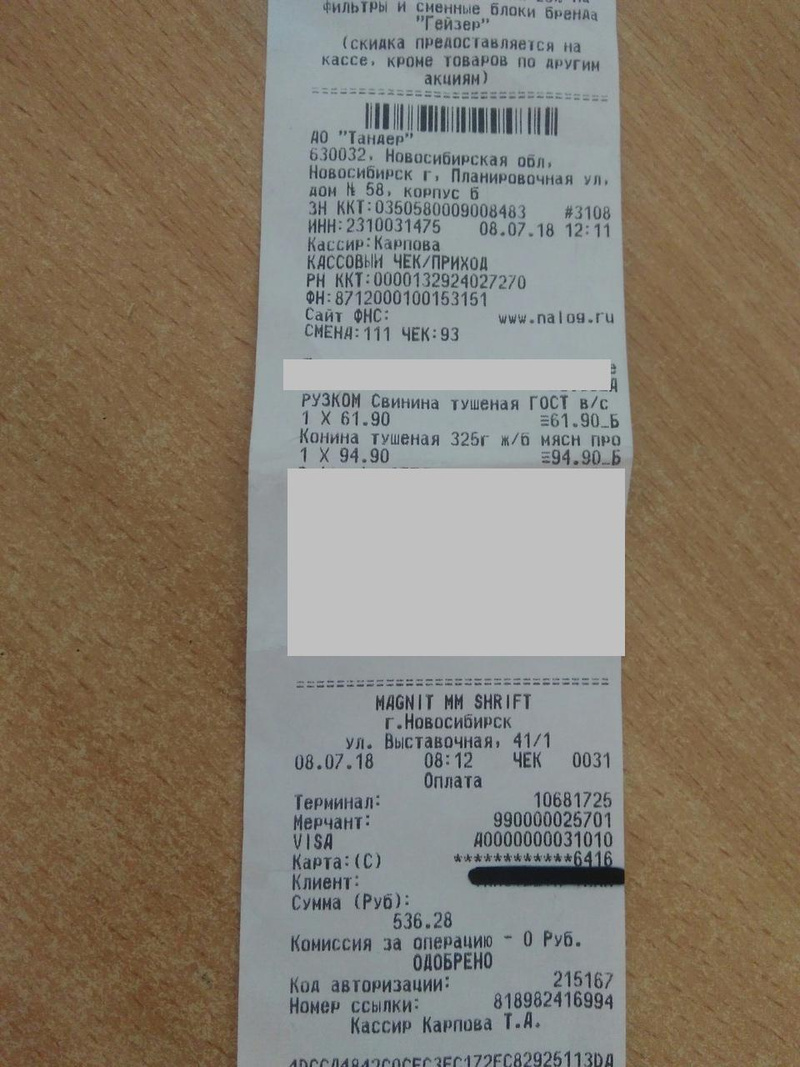 фильтры и сменные блоки бренда
"Гейзер"
(скидка предоставляется на
кассе, кроме товаров по другим
акциям)
АО "Тандер"
630032, Новосибирская обл,
Новосибирск г, Планировочная ул,
дом № 58, корпус б
ЗН ККТ:0350580009008483 #3108
ИНН:2310031475 08.07.18 12:11
Кассир:Карпова
КАССОВЫЙ ЧЕК/ПРИХОД
РН ККТ:0000132924027270
ФН:8712000100153151
Сайт ФНС: www.nalog.ru
СМЕНА:111 ЧЕК:93
РУЗКОМ Свинина тушеная ГОСТ в/с
1 X 61.90 =61.90_Б
Конина тушеная 325г ж/б мясн про
1 X 94.90 =94.90_Б
MAGNIT MM SHRIFT
г.Новосибирск
ул. Выставочная, 41/1
08.07.18 08:12 ЧЕК 0031
Оплата
Терминал: 10681725
Мерчант: 990000025701
VISA A0000000031010
Карта:(C) ************6416
Клиент:
Сумма (Руб):
536.28
Комиссия за операцию - 0 Руб.
ОДОБРЕНО
Код авторизации: 215167
Номер ссылки: 818982416994
Кассир Карпова Т.А.